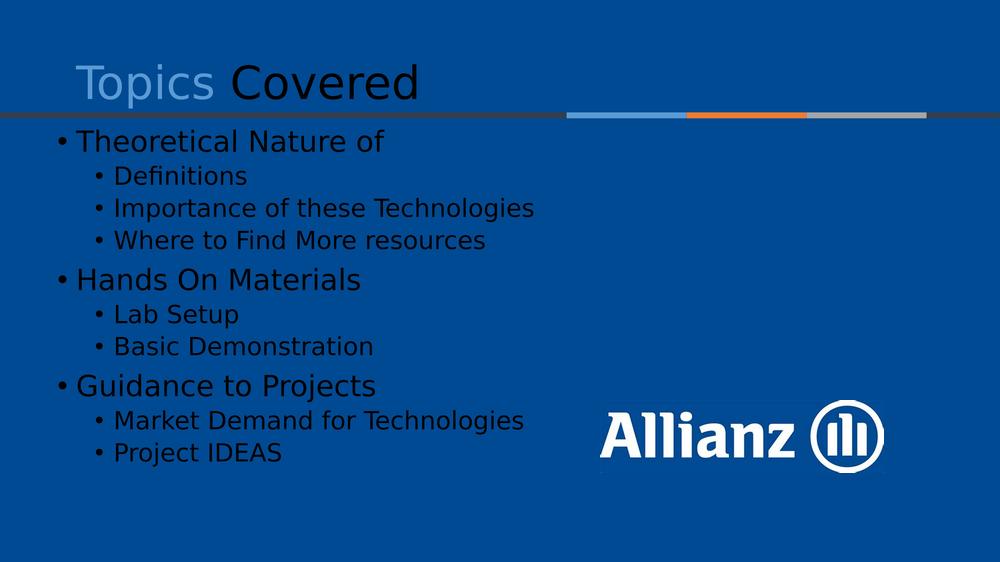 Topics Covered
• Theoretical Nature of
• Definitions
• Importance of these Technologies
• Where to Find More resources
• Hands On Materials
• Lab Setup
• Basic Demonstration
• Guidance to Projects
• Market Demand for Technologies
• Project IDEAS
Allianz